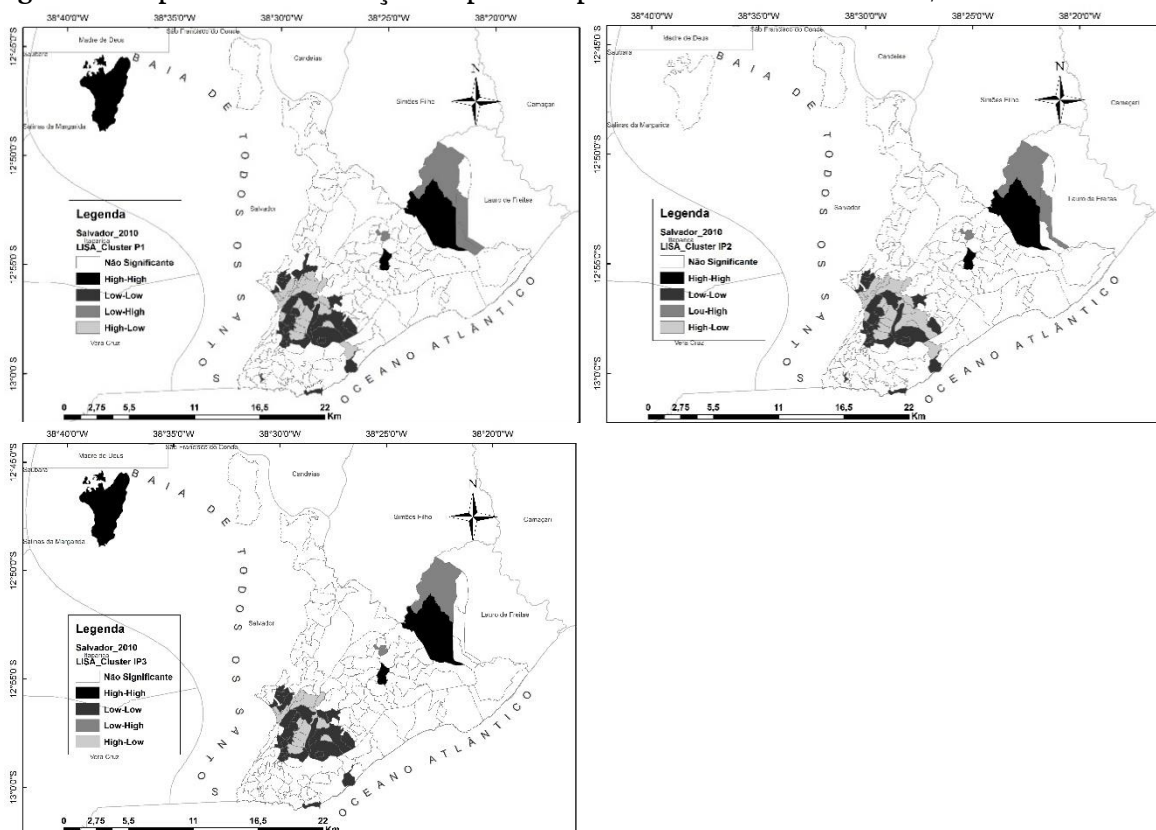 38°40'0"W 38°35'0"W 38°30'0"W 38°25'0"W 38°20'0"W
12°45'0"S
12°50'0"S
12°55'0"S
13°0'0"S
Madre de Deus
São Francisco do Conde
Saubara
Candeias
Simões Filho
Camaçari
N
BAIA DE TODOS OS SANTOS
Salvador
Lauro de Freitas
Legenda
Salvador_2010
Itaparica
LISA_Cluster P1
Não Significante
High-High
Low-Low
Low-High
High-Low
Vera Cruz
OCEANO ATLÂNTICO
0 2,75 5,5 11 16,5 22
Km
38°40'0"W 38°35'0"W 38°30'0"W 38°25'0"W 38°20'0"W
12°45'0"S
12°50'0"S
12°55'0"S
13°0'0"S
Madre de Deus
São Francisco do Conde
Saubara
Candeias
Simões Filho
Camaçari
N
BAIA DE TODOS OS SANTOS
Salvador
Lauro de Freitas
Legenda
Salvador_2010
Itaparica
LISA_Cluster IP2
Não Significante
High-High
Low-Low
Lou-High
High-Low
Vera Cruz
OCEANO ATLÂNTICO
0 2,75 5,5 11 16,5 22
Km
38°40'0"W 38°35'0"W 38°30'0"W 38°25'0"W 38°20'0"W
12°45'0"S
12°50'0"S
12°55'0"S
13°0'0"S
Madre de Deus
São Francisco do Conde
Saubara
Candeias
Simões Filho
Camaçari
N
BAIA DE TODOS OS SANTOS
Salvador
Lauro de Freitas
Legenda
Salvador_2010
Itaparica
LISA_Cluster IP3
Não Significante
High-High
Low-Low
Low-High
High-Low
Vera Cruz
OCEANO ATLÂNTICO
0 2,75 5,5 11 16,5 22
Km